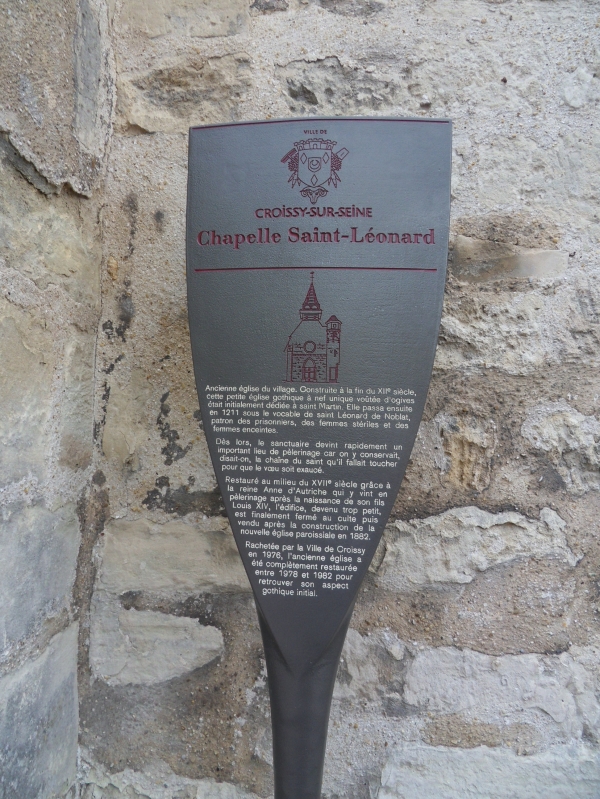 VILLE DE
CROISSY-SUR-SEINE
Chapelle Saint-Léonard
Ancienne église du village. Construite à la fin du XIIe siècle,
cette petite église gothique à nef unique voûtée d'ogives
était initialement dédiée à saint Martin. Elle passa ensuite
en 1211 sous le vocable de saint Léonard de Noblat,
patron des prisonniers, des femmes stériles et des
femmes enceintes.
Dès lors, le sanctuaire devint rapidement un
important lieu de pèlerinage car on y conservait,
disait-on, la chaîne du saint qu'il fallait toucher
pour que le vœu soit exaucé.
Restauré au milieu du XVIIe siècle grâce à
la reine Anne d'Autriche qui y vint en
pèlerinage après la naissance de son fils
Louis XIV, l'édifice, devenu trop petit,
est finalement fermé au culte puis
vendu après la construction de la
nouvelle église paroissiale en 1882.
Rachetée par la Ville de Croissy
en 1976, l'ancienne église a
été complètement restaurée
entre 1978 et 1982 pour
retrouver son aspect
gothique initial.